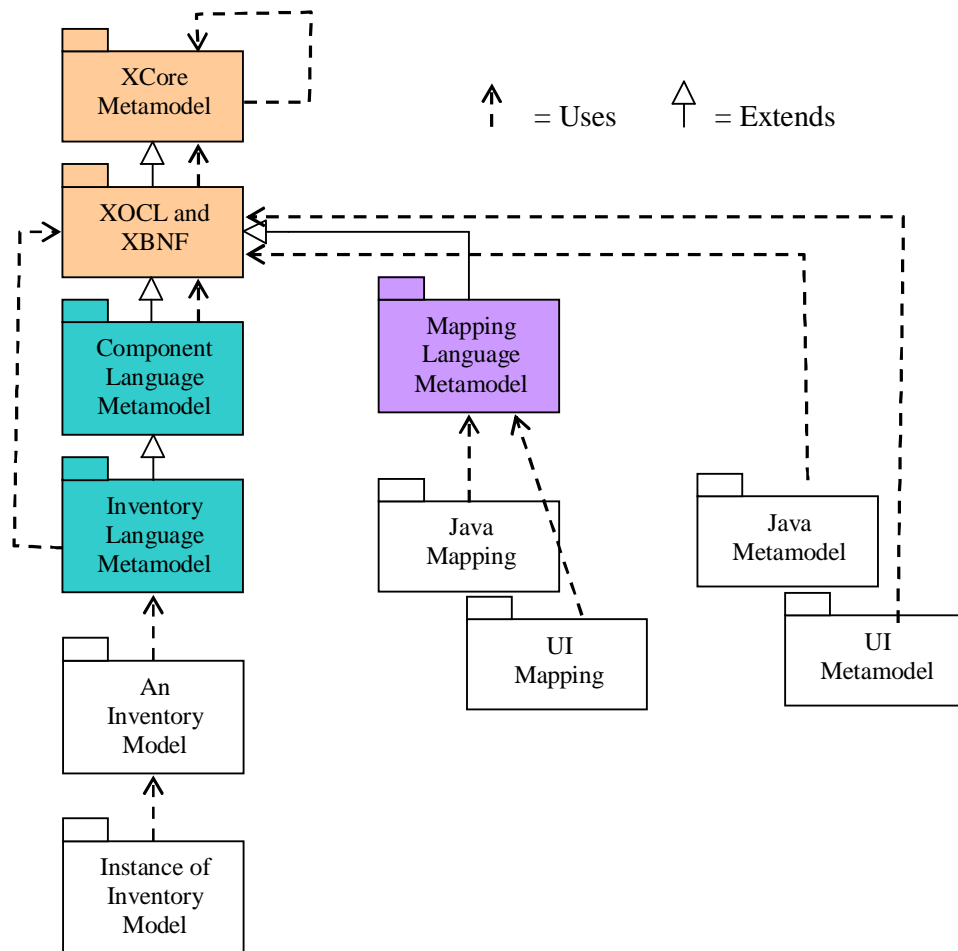 XCore
Metamodel
= Uses
= Extends
XOCL and
XBNF
Component
Language
Metamodel
Mapping
Language
Metamodel
Inventory
Language
Metamodel
Java
Mapping
Java
Metamodel
UI
Mapping
UI
Metamodel
An
Inventory
Model
Instance of
Inventory
Model